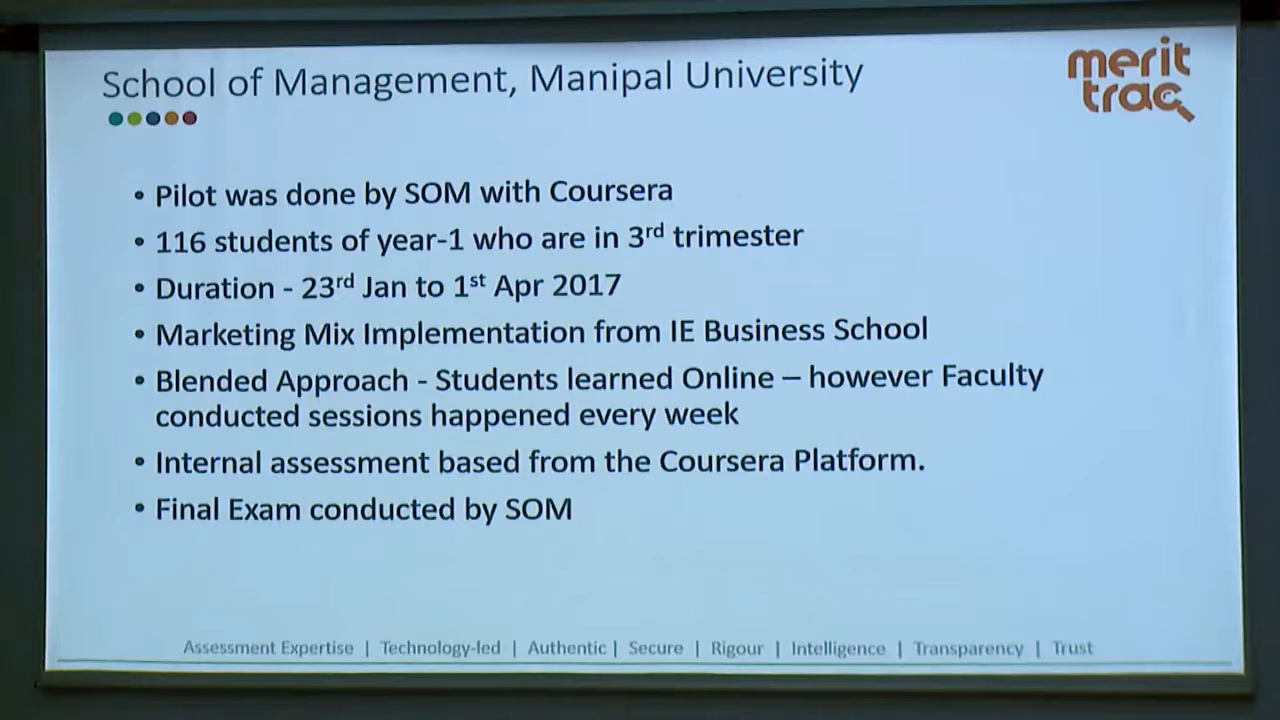 School of Management, Manipal University
merit
trac
• Pilot was done by SOM with Coursera
• 116 students of year-1 who are in 3rd trimester
• Duration - 23rd Jan to 1st Apr 2017
• Marketing Mix Implementation from IE Business School
• Blended Approach - Students learned Online – however Faculty
conducted sessions happened every week
• Internal assessment based from the Coursera Platform.
• Final Exam conducted by SOM
Assessment Expertise | Technology-led | Authentic | Secure | Rigour | Intelligence | Transparency | Trust